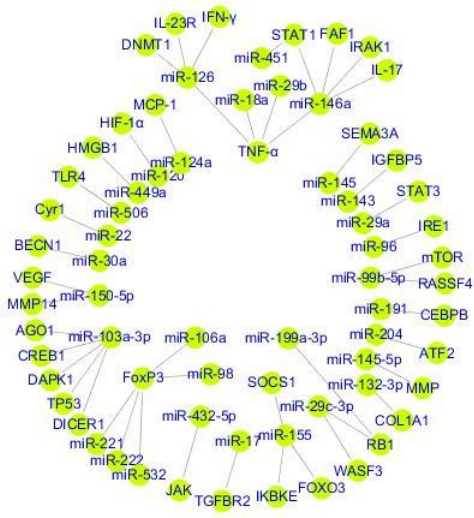 IL-23R
IFN-γ
DNMT1
STAT1
FAF1
IRAK1
miR-451
IL-17
miR-126
miR-29b
miR-18a
miR-146a
MCP-1
HIF-1α
TNF-α
SEMA3A
HMGB1
miR-124a
IGFBP5
TLR4
miR-120
miR-145
miR-449a
STAT3
miR-143
Cyr1
miR-506
miR-29a
IRE1
BECN1
miR-22
miR-96
mTOR
miR-30a
VEGF
miR-99b-5p
RASSF4
miR-150-5p
MMP14
miR-191
CEBPB
AGO1
miR-103a-3p
miR-106a
miR-199a-3p
miR-204
CREB1
ATF2
miR-145-5p
DAPK1
FoxP3
miR-98
SOCS1
miR-132-3p
MMP
TP53
miR-29c-3p
DICER1
miR-432-5p
COL1A1
miR-221
miR-17
miR-155
RB1
miR-222
miR-532
WASF3
JAK
TGFBR2
IKBKE
FOXO3